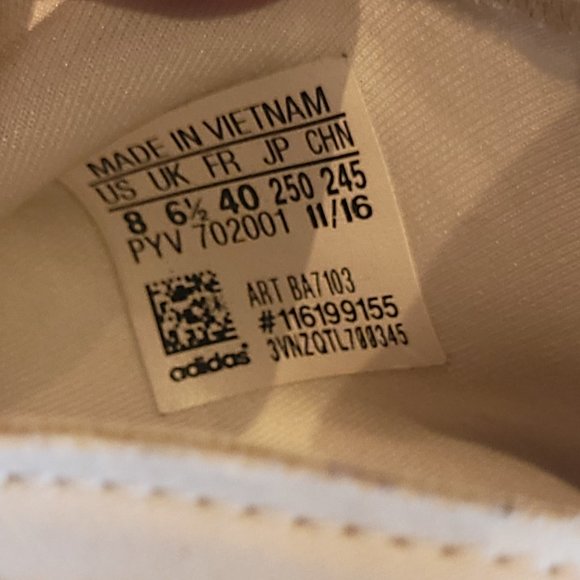 MADE IN VIETNAM
US UK FR JP CHN
8 6½ 40 250 245
PYV 702001 11/16
ART BA7103
#116199155
3VNZQTL700345
adidas